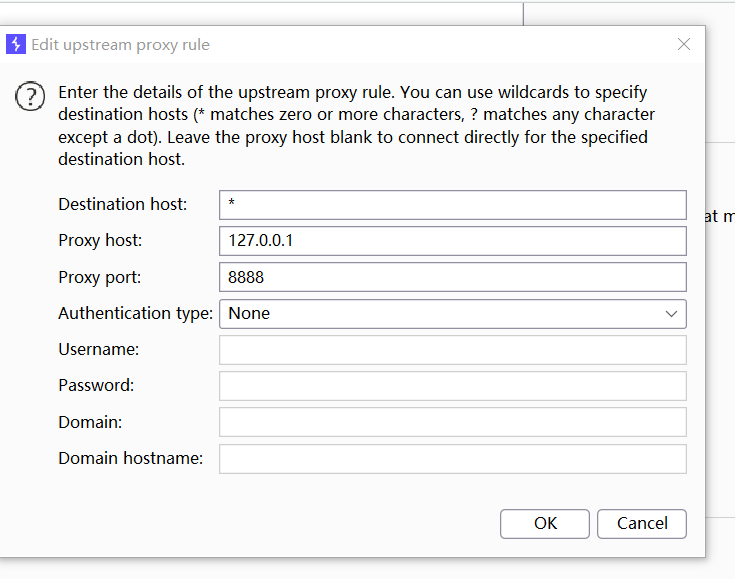 Edit upstream proxy rule
Enter the details of the upstream proxy rule. You can use wildcards to specify
destination hosts (* matches zero or more characters, ? matches any character
except a dot). Leave the proxy host blank to connect directly for the specified
destination host.
Destination host: *
at m
Proxy host: 127.0.0.1
Proxy port: 8888
Authentication type: None
Username:
Password:
Domain:
Domain hostname:
OK Cancel